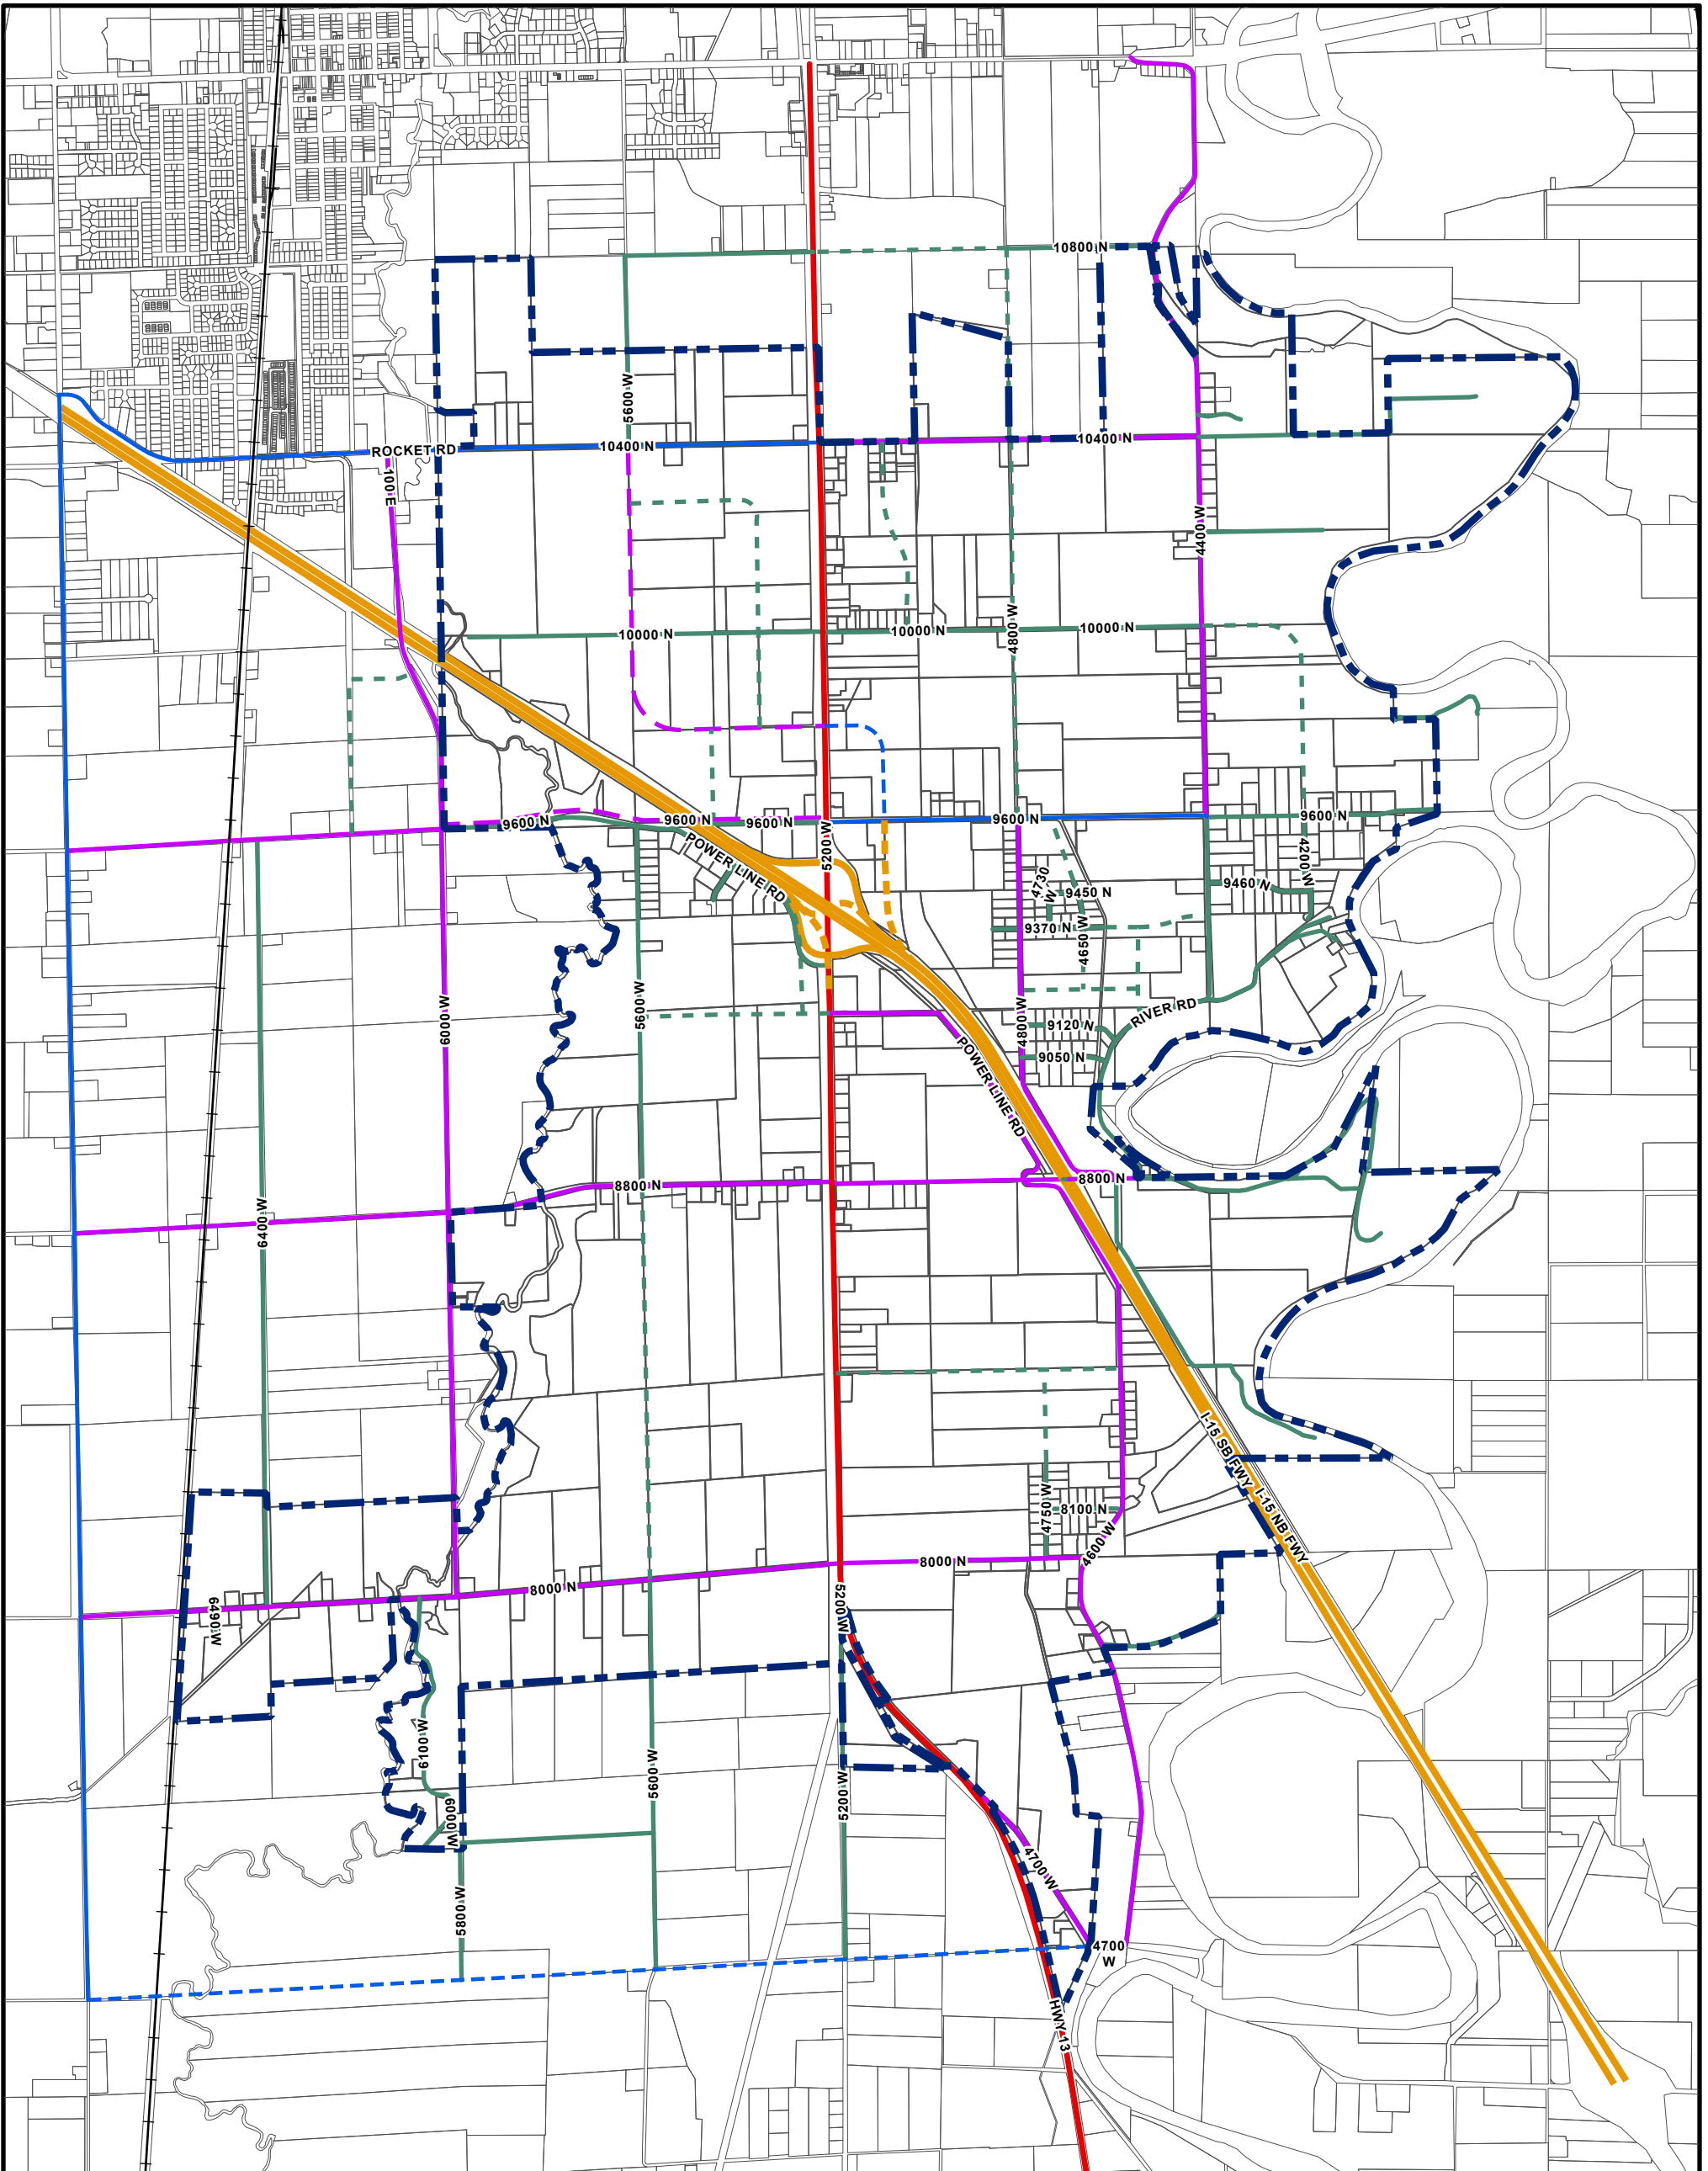 10800 N
5600 W
ROCKET RD
10400 N
10400 N
100 E
4400 W
10000 N
10000 N
10000 N
4800 W
9600 N
9600 N
9600 N
9600 N
9600 N
5200 W
POWER LINE RD
4200 W
4730
W
9450 N
9460 N
9370 N
4650 W
6000 W
5600 W
4800 W
RIVER RD
9120 N
9050 N
POWER LINE RD
8800 N
8800 N
6400 W
I-15 SB FWY
I-15 NB FWY
4750 W
8100 N
4600 W
8000 N
8000 N
6490 W
5200 W
6100 W
5600 W
5200 W
6000 W
4700 W
5800 W
4700
W
HWY 13